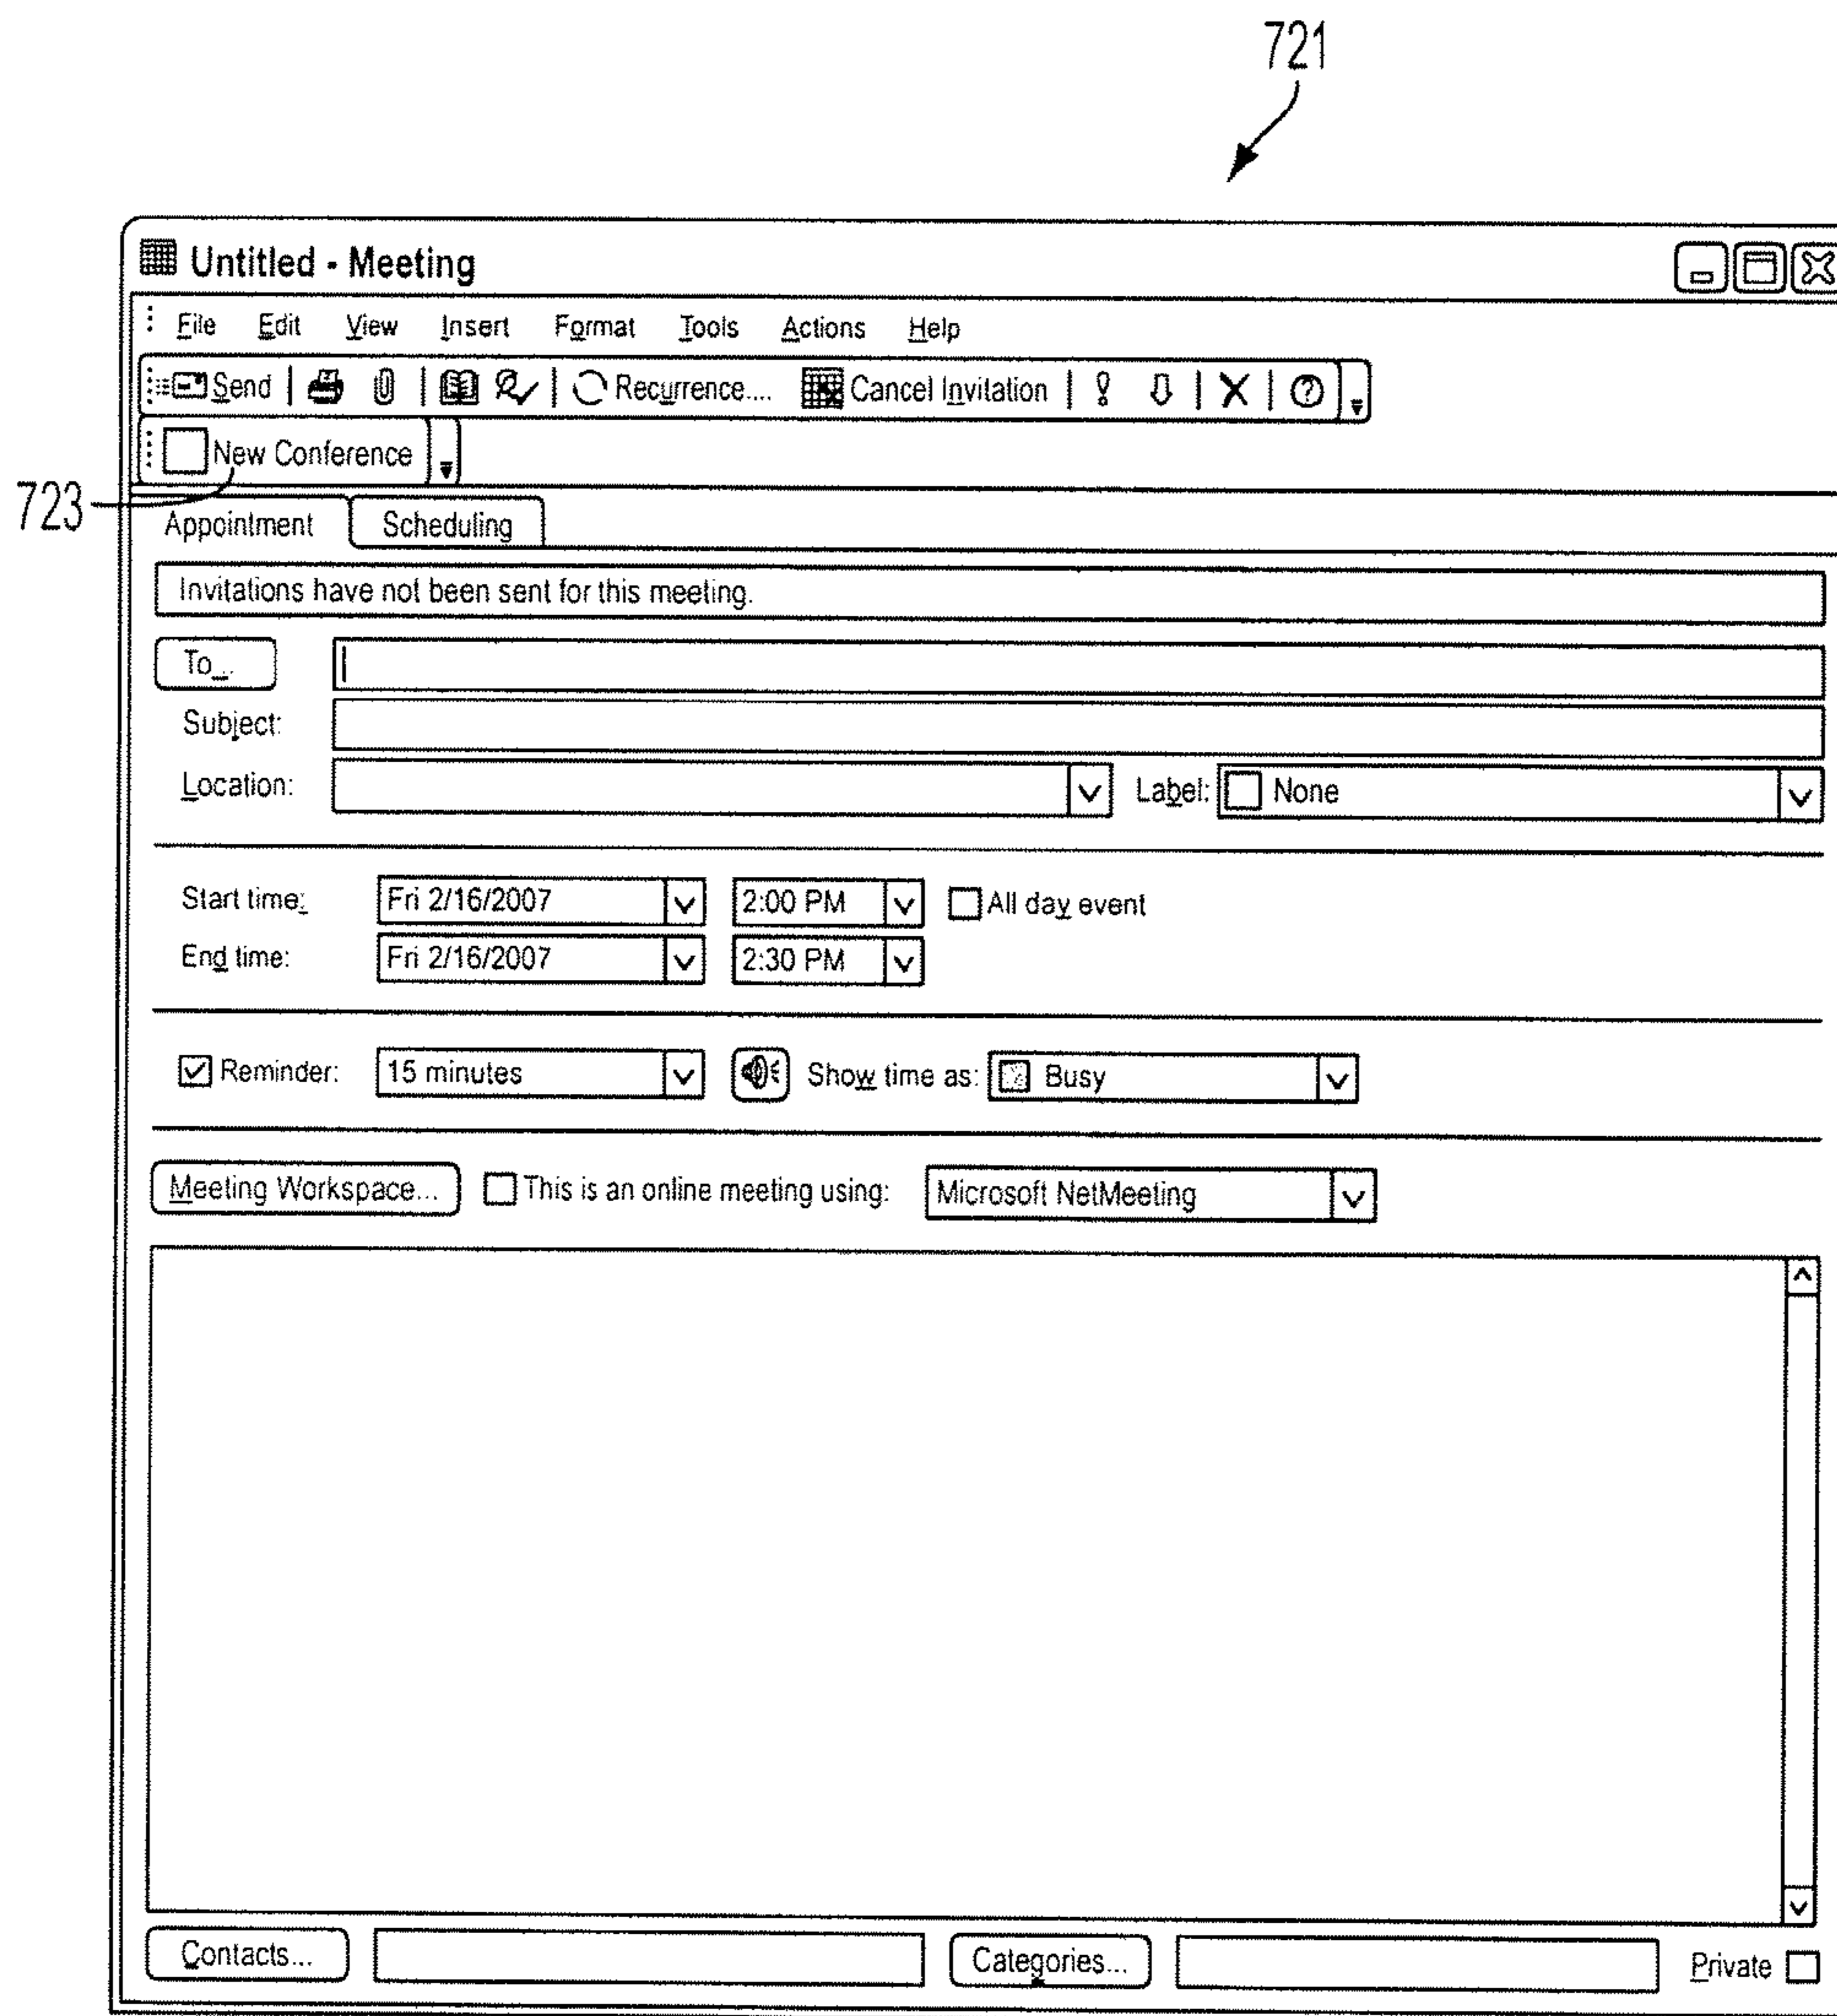 721
Untitled - Meeting
File Edit View Insert Format Tools Actions Help
Send Recurrence.... Cancel Invitation
New Conference
723
Appointment Scheduling
Invitations have not been sent for this meeting.
To...
Subject:
Location: Label: None
Start time: Fri 2/16/2007 2:00 PM All day event
End time: Fri 2/16/2007 2:30 PM
Reminder: 15 minutes Show time as: Busy
Meeting Workspace... This is an online meeting using: Microsoft NetMeeting
Contacts... Categories... Private